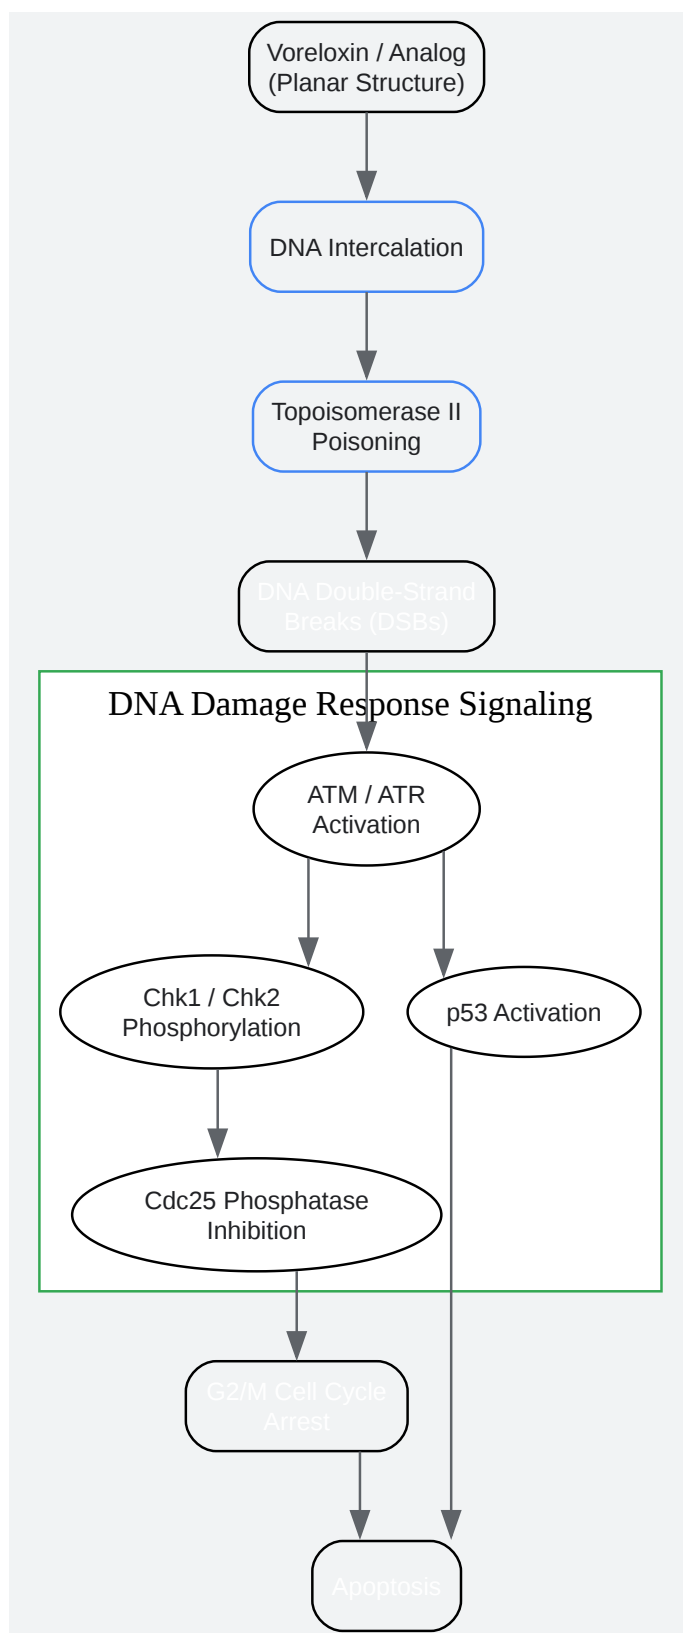 Voreloxin / Analog
(Planar Structure)
DNA Intercalation
Topoisomerase II
Poisoning
DNA Double-Strand
Breaks (DSBs)
DNA Damage Response Signaling
ATM / ATR
Activation
Chk1 / Chk2
Phosphorylation
p53 Activation
Cdc25 Phosphatase
Inhibition
G2/M Cell Cycle
Arrest
Apoptosis